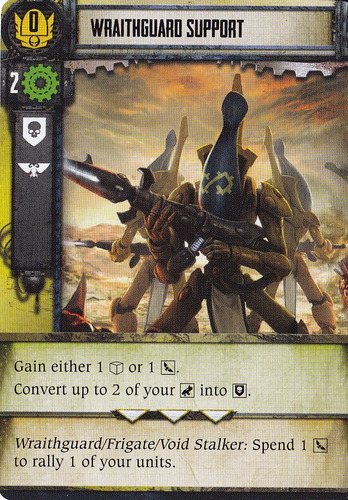 0
WRAITHGUARD SUPPORT
2
Gain either 1 or 1 .
Convert up to 2 of your into .
Wraithguard/Frigate/Void Stalker: Spend 1
to rally 1 of your units.